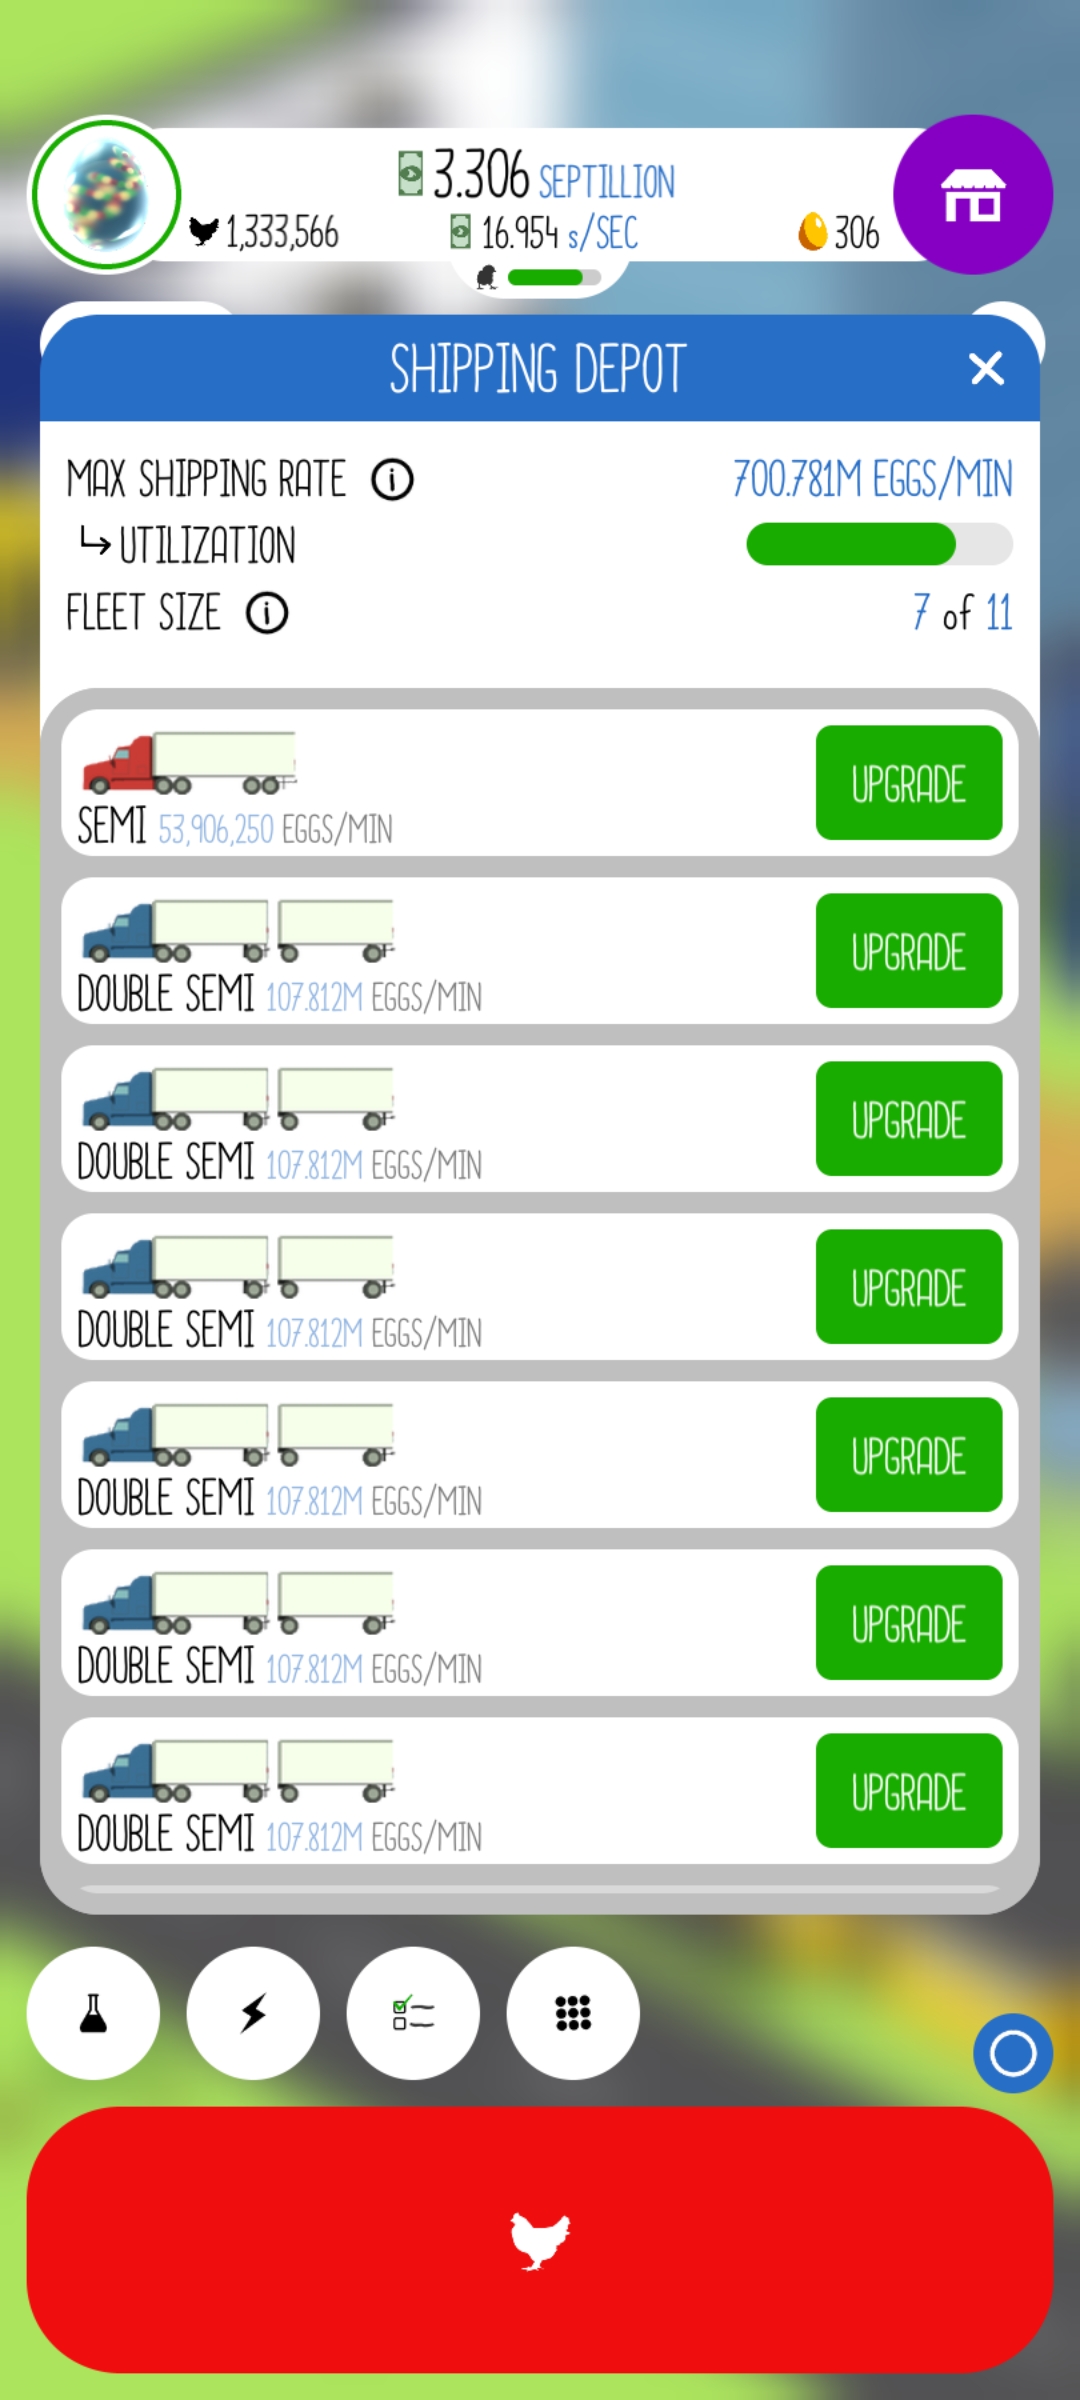 3.306 SEPTILLION
1,333,566
16.954 s/SEC
306
SHIPPING DEPOT
MAX SHIPPING RATE
700.781M EGGS/MIN
UTILIZATION
FLEET SIZE
7 of 11
SEMI 53,906,250 EGGS/MIN
UPGRADE
DOUBLE SEMI 107.812M EGGS/MIN
UPGRADE
DOUBLE SEMI 107.812M EGGS/MIN
UPGRADE
DOUBLE SEMI 107.812M EGGS/MIN
UPGRADE
DOUBLE SEMI 107.812M EGGS/MIN
UPGRADE
DOUBLE SEMI 107.812M EGGS/MIN
UPGRADE
DOUBLE SEMI 107.812M EGGS/MIN
UPGRADE